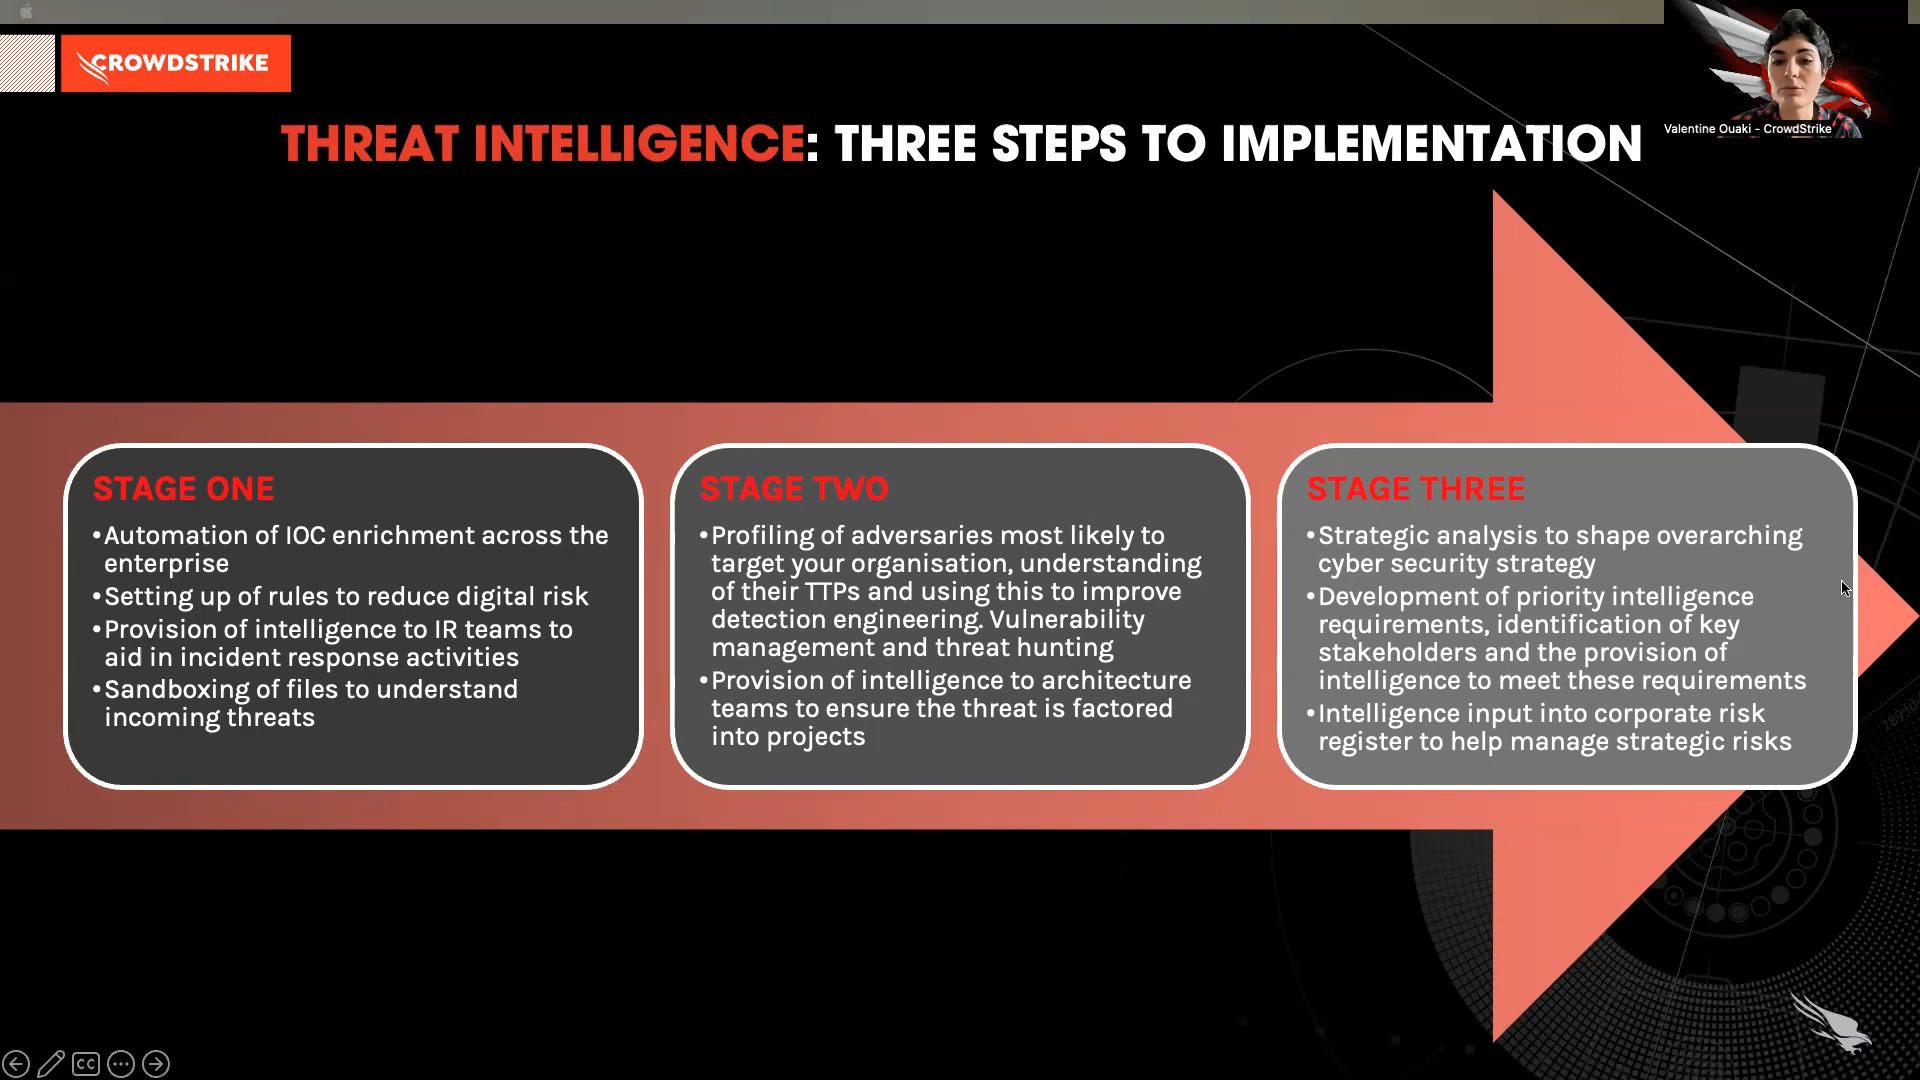 CROWDSTRIKE
Valentine Ouaki - CrowdStrike
THREAT INTELLIGENCE: THREE STEPS TO IMPLEMENTATION
STAGE ONE
•Automation of IOC enrichment across the
enterprise
•Setting up of rules to reduce digital risk
•Provision of intelligence to IR teams to
aid in incident response activities
•Sandboxing of files to understand
incoming threats
STAGE TWO
•Profiling of adversaries most likely to
target your organisation, understanding
of their TTPs and using this to improve
detection engineering. Vulnerability
management and threat hunting
•Provision of intelligence to architecture
teams to ensure the threat is factored
into projects
STAGE THREE
•Strategic analysis to shape overarching
cyber security strategy
•Development of priority intelligence
requirements, identification of key
stakeholders and the provision of
intelligence to meet these requirements
•Intelligence input into corporate risk
register to help manage strategic risks
CC